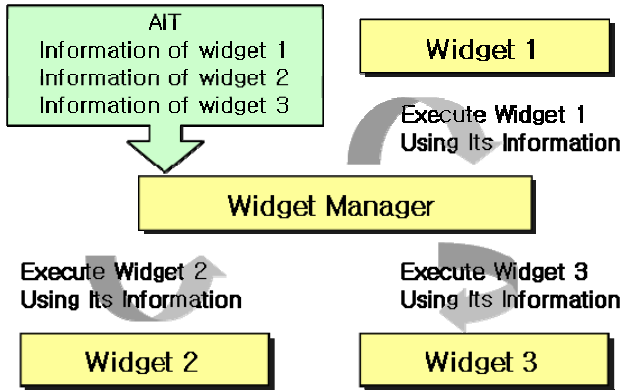 AIT
Information of widget 1
Information of widget 2
Information of widget 3
Widget 1
Execute Widget 1
Using Its Information
Widget Manager
Execute Widget 2
Using Its Information
Execute Widget 3
Using Its Information
Widget 2
Widget 3